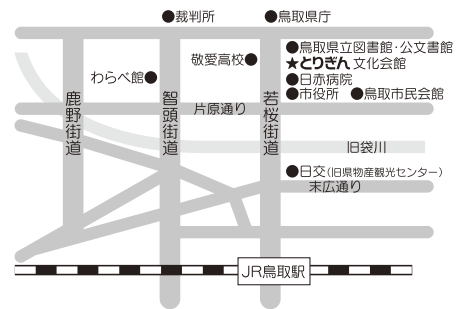 ●裁判所
●鳥取県庁
●鳥取県立図書館・公文書館
敬愛高校●
★とりぎん文化会館
わらべ館●
●日赤病院
●市役所 ●鳥取市民会館
鹿野街道
智頭街道
若桜街道
片原通り
旧袋川
●日交(旧県物産観光センター)
末広通り
JR鳥取駅